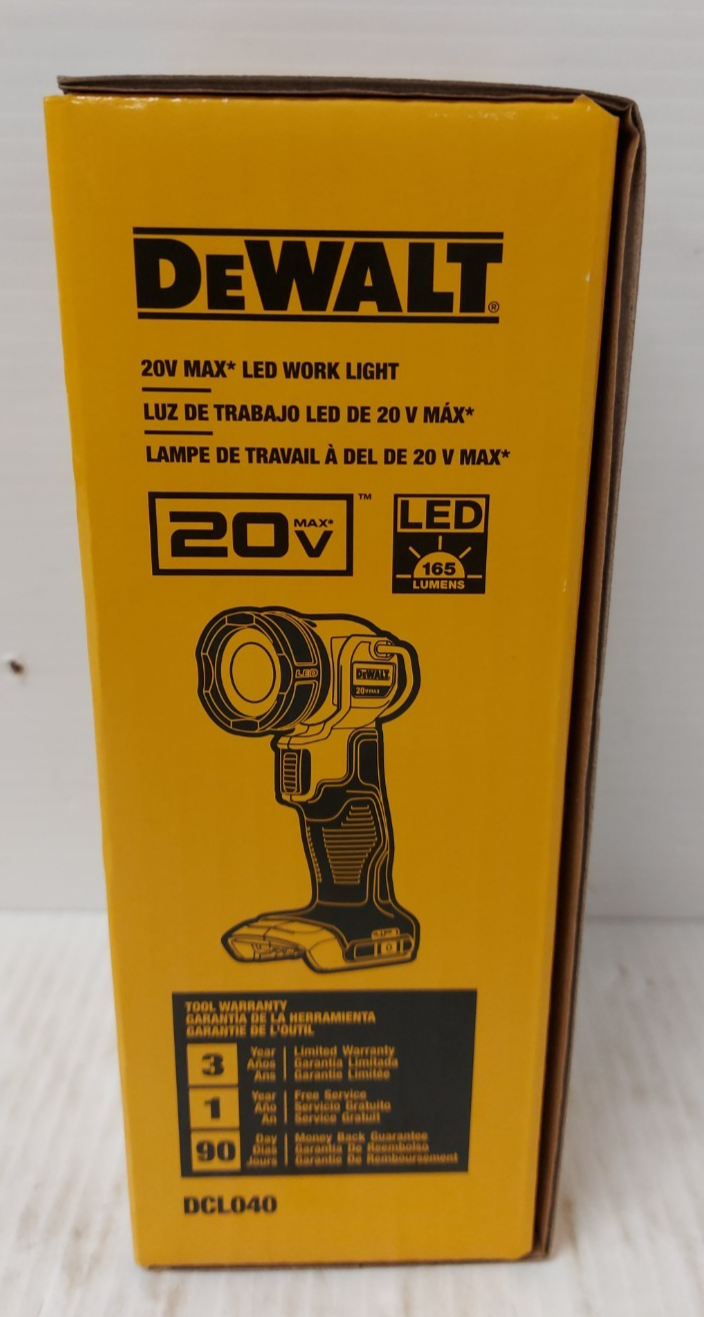 DEWALT®
20V MAX* LED WORK LIGHT
LUZ DE TRABAJO LED DE 20 V MÁX*
LAMPE DE TRAVAIL À DEL DE 20 V MAX*
20V MAX* ™
LED
165
LUMENS
LED
DEWALT
20V MAX
TOOL WARRANTY
GARANTÍA DE LA HERRAMIENTA
GARANTIE DE L'OUTIL
3 Year Limited Warranty
Años Garantía Limitada
Ans Garantie Limitée
1 Year Free Service
Año Servicio Gratuito
An Service Gratuit
90 Day Money Back Guarantee
Días Garantía De Reembolso
Jours Garantie De Remboursement
DCL040